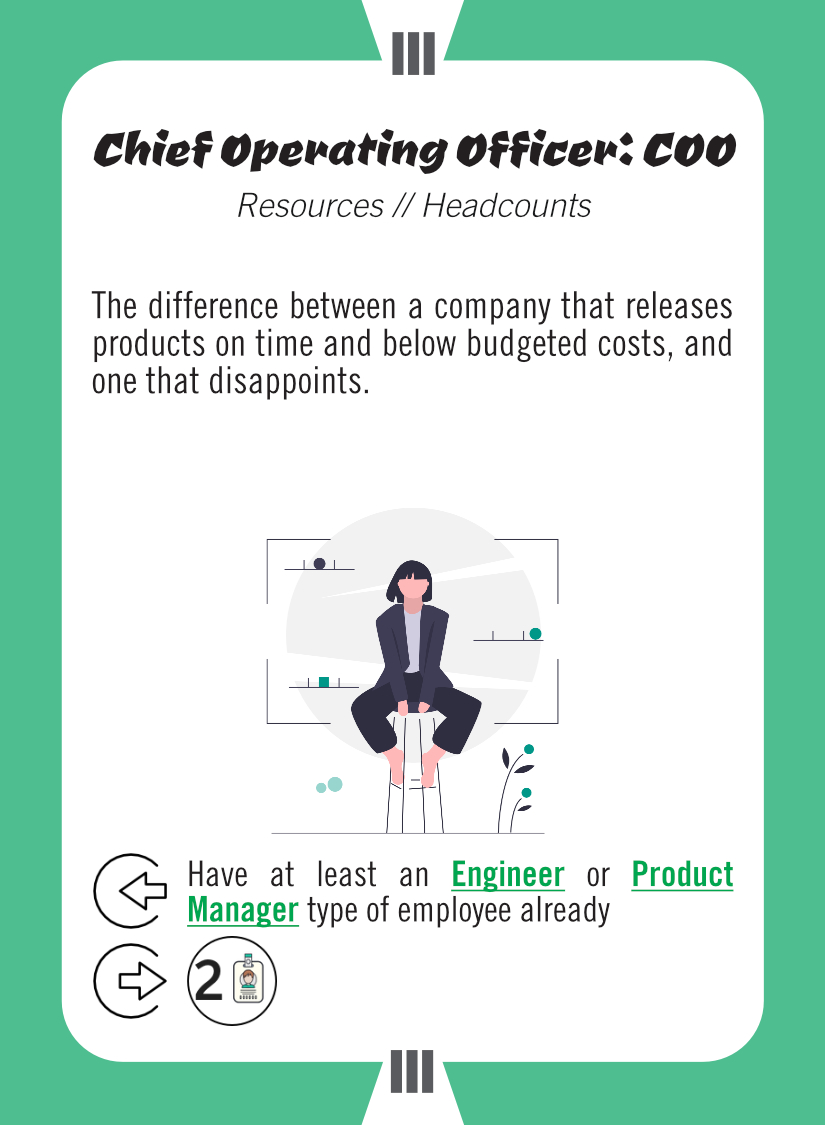 III
Chief Operating Officer: COO
Resources // Headcounts
The difference between a company that releases
products on time and below budgeted costs, and
one that disappoints.
Have at least an Engineer or Product
Manager type of employee already
2
III